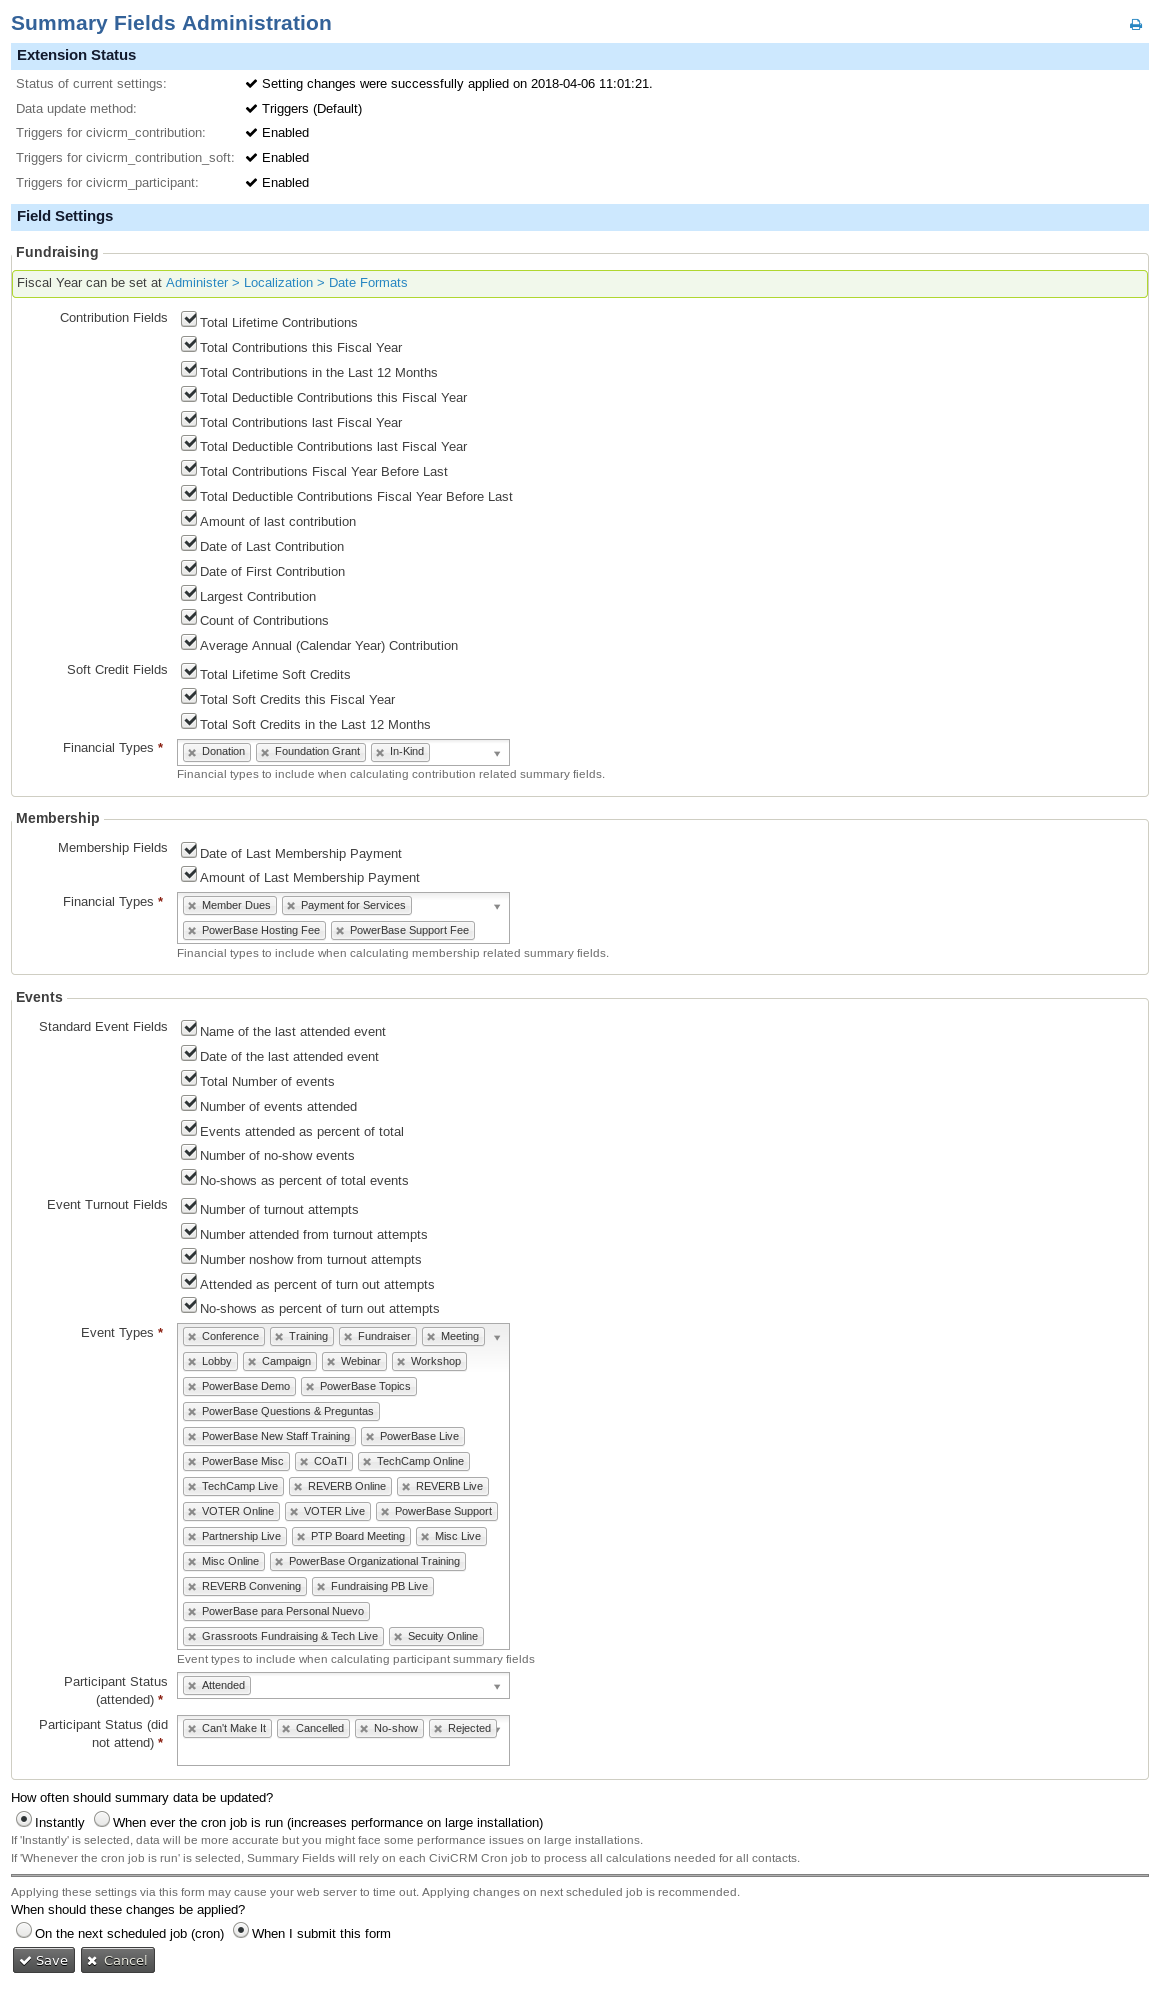 Summary Fields Administration
Extension Status
Status of current settings: Setting changes were successfully applied on 2018-04-06 11:01:21.
Data update method: Triggers (Default)
Triggers for civicrm_contribution: Enabled
Triggers for civicrm_contribution_soft: Enabled
Triggers for civicrm_participant: Enabled
Field Settings
Fundraising
Fiscal Year can be set at Administer > Localization > Date Formats
Contribution Fields Total Lifetime Contributions
Total Contributions this Fiscal Year
Total Contributions in the Last 12 Months
Total Deductible Contributions this Fiscal Year
Total Contributions last Fiscal Year
Total Deductible Contributions last Fiscal Year
Total Contributions Fiscal Year Before Last
Total Deductible Contributions Fiscal Year Before Last
Amount of last contribution
Date of Last Contribution
Date of First Contribution
Largest Contribution
Count of Contributions
Average Annual (Calendar Year) Contribution
Soft Credit Fields Total Lifetime Soft Credits
Total Soft Credits this Fiscal Year
Total Soft Credits in the Last 12 Months
Financial Types * Donation Foundation Grant In-Kind
Financial types to include when calculating contribution related summary fields.
Membership
Membership Fields Date of Last Membership Payment
Amount of Last Membership Payment
Financial Types * Member Dues Payment for Services
PowerBase Hosting Fee PowerBase Support Fee
Financial types to include when calculating membership related summary fields.
Events
Standard Event Fields Name of the last attended event
Date of the last attended event
Total Number of events
Number of events attended
Events attended as percent of total
Number of no-show events
No-shows as percent of total events
Event Turnout Fields Number of turnout attempts
Number attended from turnout attempts
Number noshow from turnout attempts
Attended as percent of turn out attempts
No-shows as percent of turn out attempts
Event Types * Conference Training Fundraiser Meeting
Lobby Campaign Webinar Workshop
PowerBase Demo PowerBase Topics
PowerBase Questions & Preguntas
PowerBase New Staff Training PowerBase Live
PowerBase Misc COaTI TechCamp Online
TechCamp Live REVERB Online REVERB Live
VOTER Online VOTER Live PowerBase Support
Partnership Live PTP Board Meeting Misc Live
Misc Online PowerBase Organizational Training
REVERB Convening Fundraising PB Live
PowerBase para Personal Nuevo
Grassroots Fundraising & Tech Live Secuity Online
Event types to include when calculating participant summary fields
Participant Status Attended
(attended) *
Participant Status (did Can't Make It Cancelled No-show Rejected
not attend) *
How often should summary data be updated?
Instantly When ever the cron job is run (increases performance on large installation)
If 'Instantly' is selected, data will be more accurate but you might face some performance issues on large installations.
If 'Whenever the cron job is run' is selected, Summary Fields will rely on each CiviCRM Cron job to process all calculations needed for all contacts.
Applying these settings via this form may cause your web server to time out. Applying changes on next scheduled job is recommended.
When should these changes be applied?
On the next scheduled job (cron) When I submit this form
Save Cancel